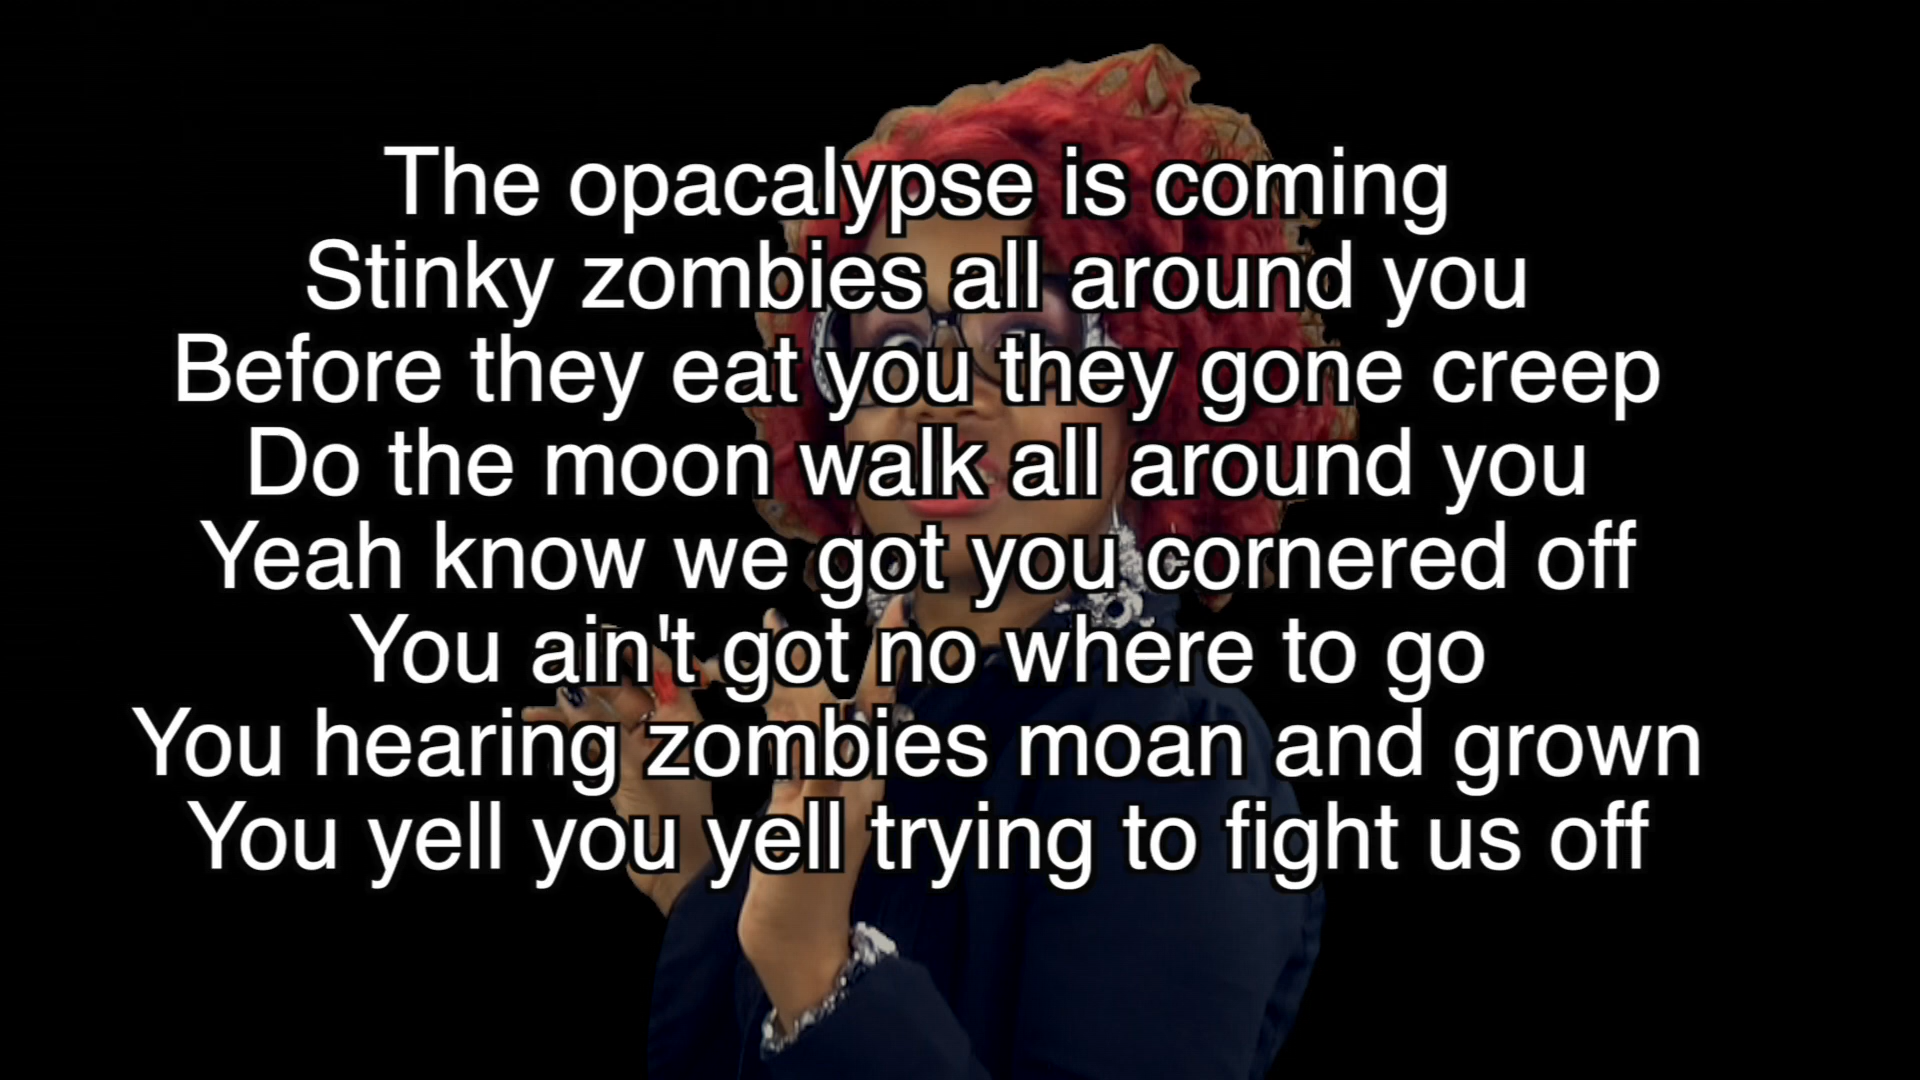 The opacalypse is coming
Stinky zombies all around you
Before they eat you they gone creep
Do the moon walk all around you
Yeah know we got you cornered off
You ain't got no where to go
You hearing zombies moan and grown
You yell you yell trying to fight us off